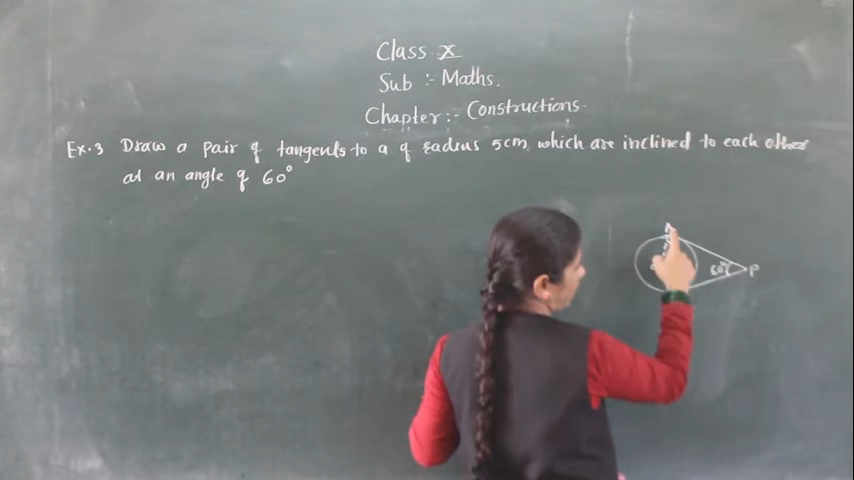 Class X
Sub :- Maths.
Chapter:- Constructions.
Ex.3 Draw a pair of tangents to a of radius 5cm, which are inclined to each other
at an angle of 60°
60° P